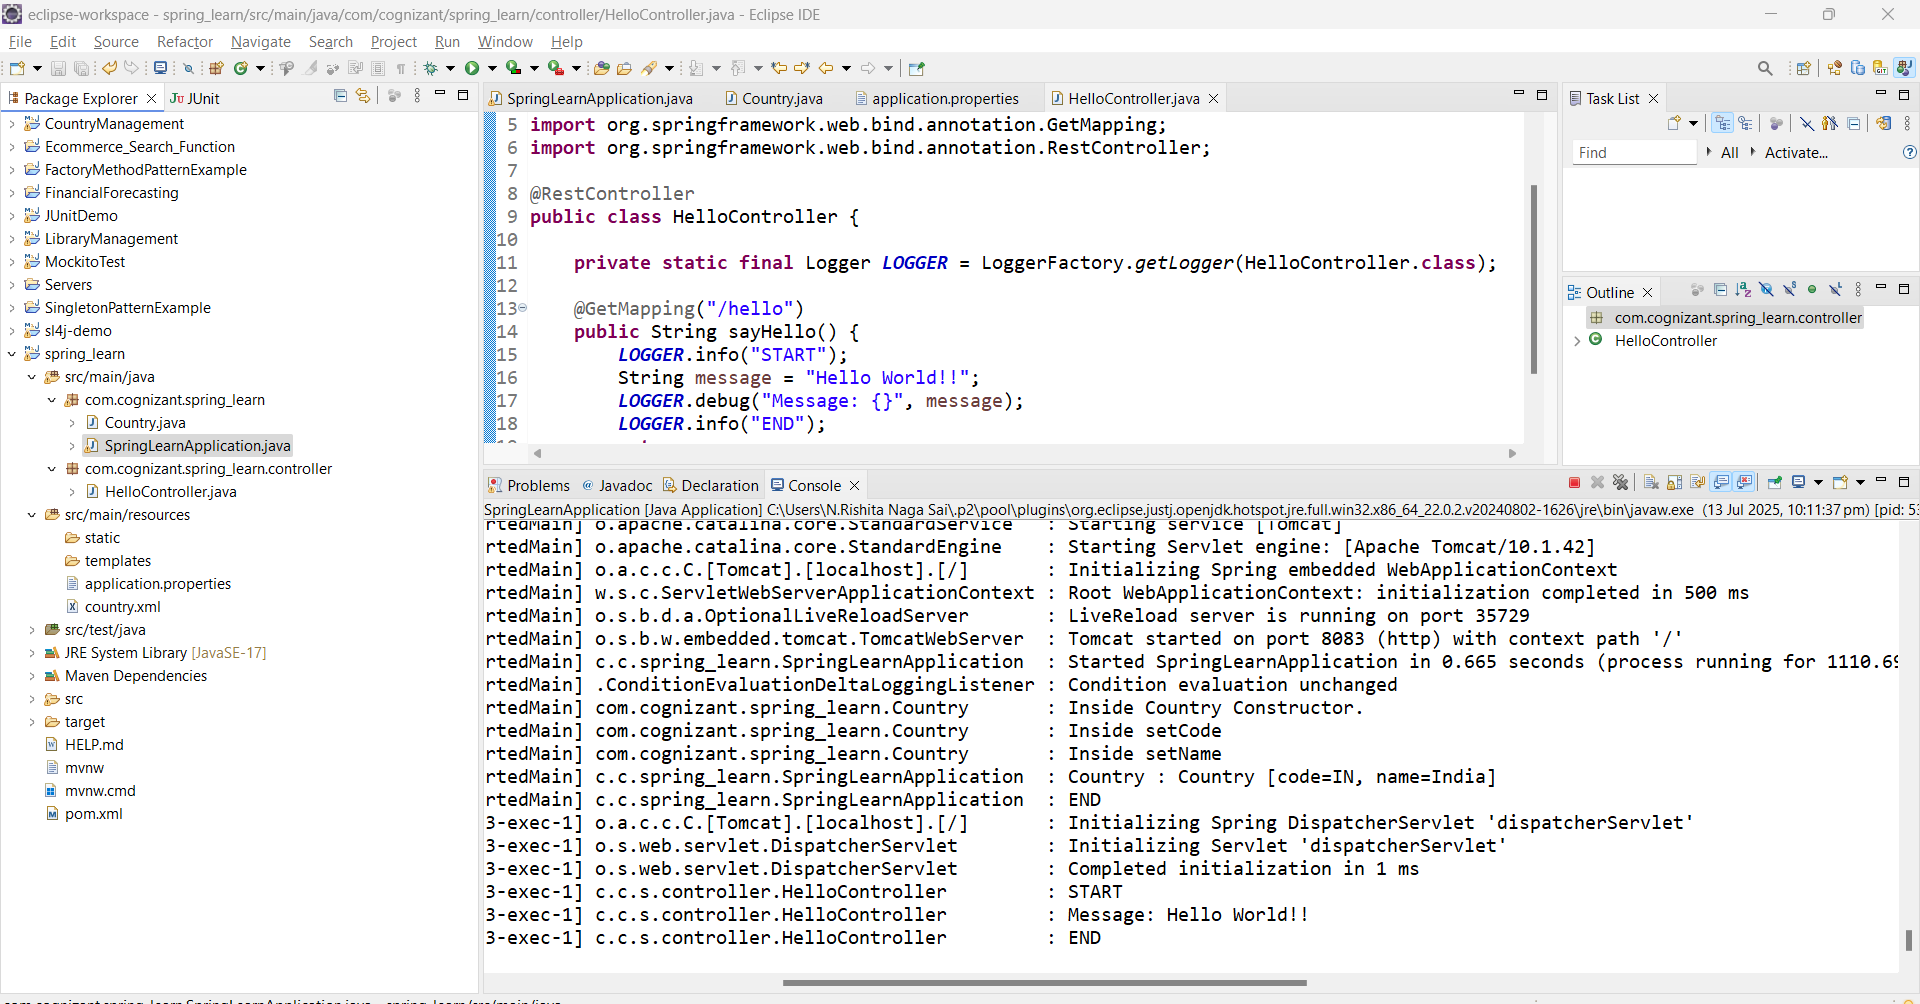 eclipse-workspace - spring_learn/src/main/java/com/cognizant/spring_learn/controller/HelloController.java - Eclipse IDE
File Edit Source Refactor Navigate Search Project Run Window Help
Package Explorer
JUnit
CountryManagement
Ecommerce_Search_Function
FactoryMethodPatternExample
FinancialForecasting
JUnitDemo
LibraryManagement
MockitoTest
Servers
SingletonPatternExample
sl4j-demo
spring_learn
src/main/java
com.cognizant.spring_learn
Country.java
SpringLearnApplication.java
com.cognizant.spring_learn.controller
HelloController.java
src/main/resources
static
templates
application.properties
country.xml
src/test/java
JRE System Library [JavaSE-17]
Maven Dependencies
src
target
HELP.md
mvnw
mvnw.cmd
pom.xml
SpringLearnApplication.java Country.java application.properties HelloController.java
5 import org.springframework.web.bind.annotation.GetMapping;
6 import org.springframework.web.bind.annotation.RestController;
7
8 @RestController
9 public class HelloController {
10
11 private static final Logger LOGGER = LoggerFactory.getLogger(HelloController.class);
12
13 @GetMapping("/hello")
14 public String sayHello() {
15 LOGGER.info("START");
16 String message = "Hello World!!";
17 LOGGER.debug("Message: {}", message);
18 LOGGER.info("END");
Task List
Find All Activate...
Outline
com.cognizant.spring_learn.controller
HelloController
Problems Javadoc Declaration Console
SpringLearnApplication [Java Application] C:\Users\N.Rishita Naga Sai\.p2\pool\plugins\org.eclipse.justj.openjdk.hotspot.jre.full.win32.x86_64_22.0.2.v20240802-1626\jre\bin\javaw.exe (13 Jul 2025, 10:11:37 pm) [pid: 53
rtedMain] o.apache.catalina.core.StandardService : Starting service [Tomcat]
rtedMain] o.apache.catalina.core.StandardEngine : Starting Servlet engine: [Apache Tomcat/10.1.42]
rtedMain] o.a.c.c.C.[Tomcat].[localhost].[/] : Initializing Spring embedded WebApplicationContext
rtedMain] w.s.c.ServletWebServerApplicationContext : Root WebApplicationContext: initialization completed in 500 ms
rtedMain] o.s.b.d.a.OptionalLiveReloadServer : LiveReload server is running on port 35729
rtedMain] o.s.b.w.embedded.tomcat.TomcatWebServer : Tomcat started on port 8083 (http) with context path '/'
rtedMain] c.c.spring_learn.SpringLearnApplication : Started SpringLearnApplication in 0.665 seconds (process running for 1110.69
rtedMain] .ConditionEvaluationDeltaLoggingListener : Condition evaluation unchanged
rtedMain] com.cognizant.spring_learn.Country : Inside Country Constructor.
rtedMain] com.cognizant.spring_learn.Country : Inside setCode
rtedMain] com.cognizant.spring_learn.Country : Inside setName
rtedMain] c.c.spring_learn.SpringLearnApplication : Country : Country [code=IN, name=India]
rtedMain] c.c.spring_learn.SpringLearnApplication : END
3-exec-1] o.a.c.c.C.[Tomcat].[localhost].[/] : Initializing Spring DispatcherServlet 'dispatcherServlet'
3-exec-1] o.s.web.servlet.DispatcherServlet : Initializing Servlet 'dispatcherServlet'
3-exec-1] o.s.web.servlet.DispatcherServlet : Completed initialization in 1 ms
3-exec-1] c.c.s.controller.HelloController : START
3-exec-1] c.c.s.controller.HelloController : Message: Hello World!!
3-exec-1] c.c.s.controller.HelloController : END